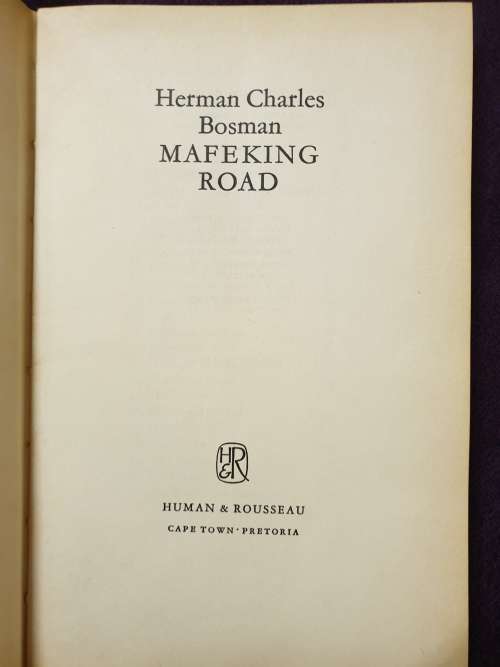 Herman Charles
Bosman
MAFEKING
ROAD
H&R
HUMAN & ROUSSEAU
CAPE TOWN · PRETORIA